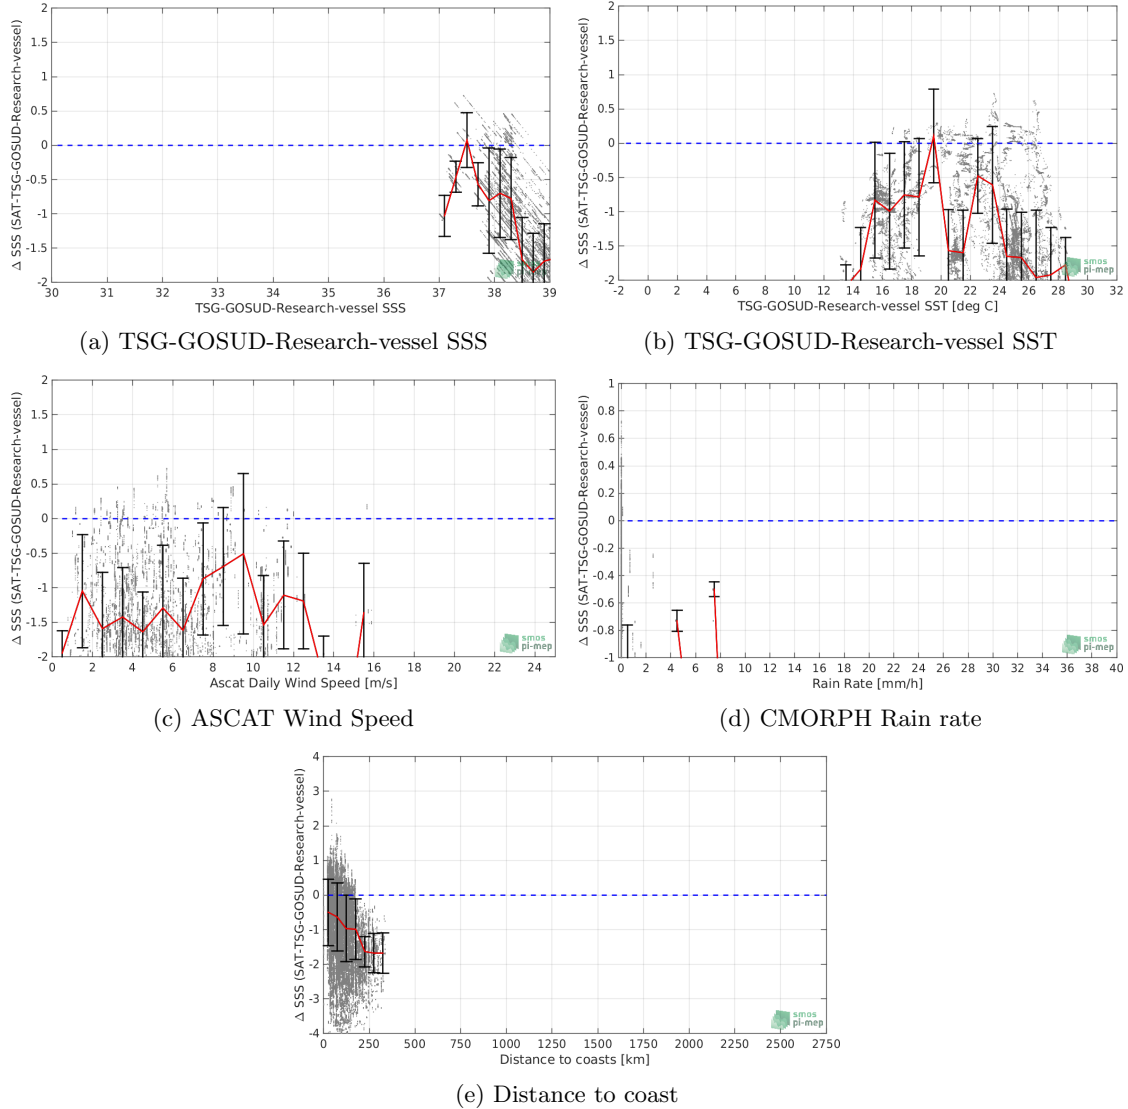 2
1.5
1
0.5
0
-0.5
-1
-1.5
-2
30 31 32 33 34 35 36 37 38 39
Δ SSS (SAT-TSG-GOSUD-Research-vessel)
TSG-GOSUD-Research-vessel SSS
(a) TSG-GOSUD-Research-vessel SSS
2
1.5
1
0.5
0
-0.5
-1
-1.5
-2
-2 0 2 4 6 8 10 12 14 16 18 20 22 24 26 28 30 32
Δ SSS (SAT-TSG-GOSUD-Research-vessel)
TSG-GOSUD-Research-vessel SST [deg C]
smos
pi-mep
(b) TSG-GOSUD-Research-vessel SST
2
1.5
1
0.5
0
-0.5
-1
-1.5
-2
0 2 4 6 8 10 12 14 16 18 20 22 24
Δ SSS (SAT-TSG-GOSUD-Research-vessel)
Ascat Daily Wind Speed [m/s]
smos
pi-mep
(c) ASCAT Wind Speed
1
0.8
0.6
0.4
0.2
0
-0.2
-0.4
-0.6
-0.8
-1
0 2 4 6 8 10 12 14 16 18 20 22 24 26 28 30 32 34 36 38 40
Δ SSS (SAT-TSG-GOSUD-Research-vessel)
Rain Rate [mm/h]
smos
pi-mep
(d) CMORPH Rain rate
4
3
2
1
0
-1
-2
-3
-4
0 250 500 750 1000 1250 1500 1750 2000 2250 2500 2750
Δ SSS (SAT-TSG-GOSUD-Research-vessel)
Distance to coasts [km]
smos
pi-mep
(e) Distance to coast